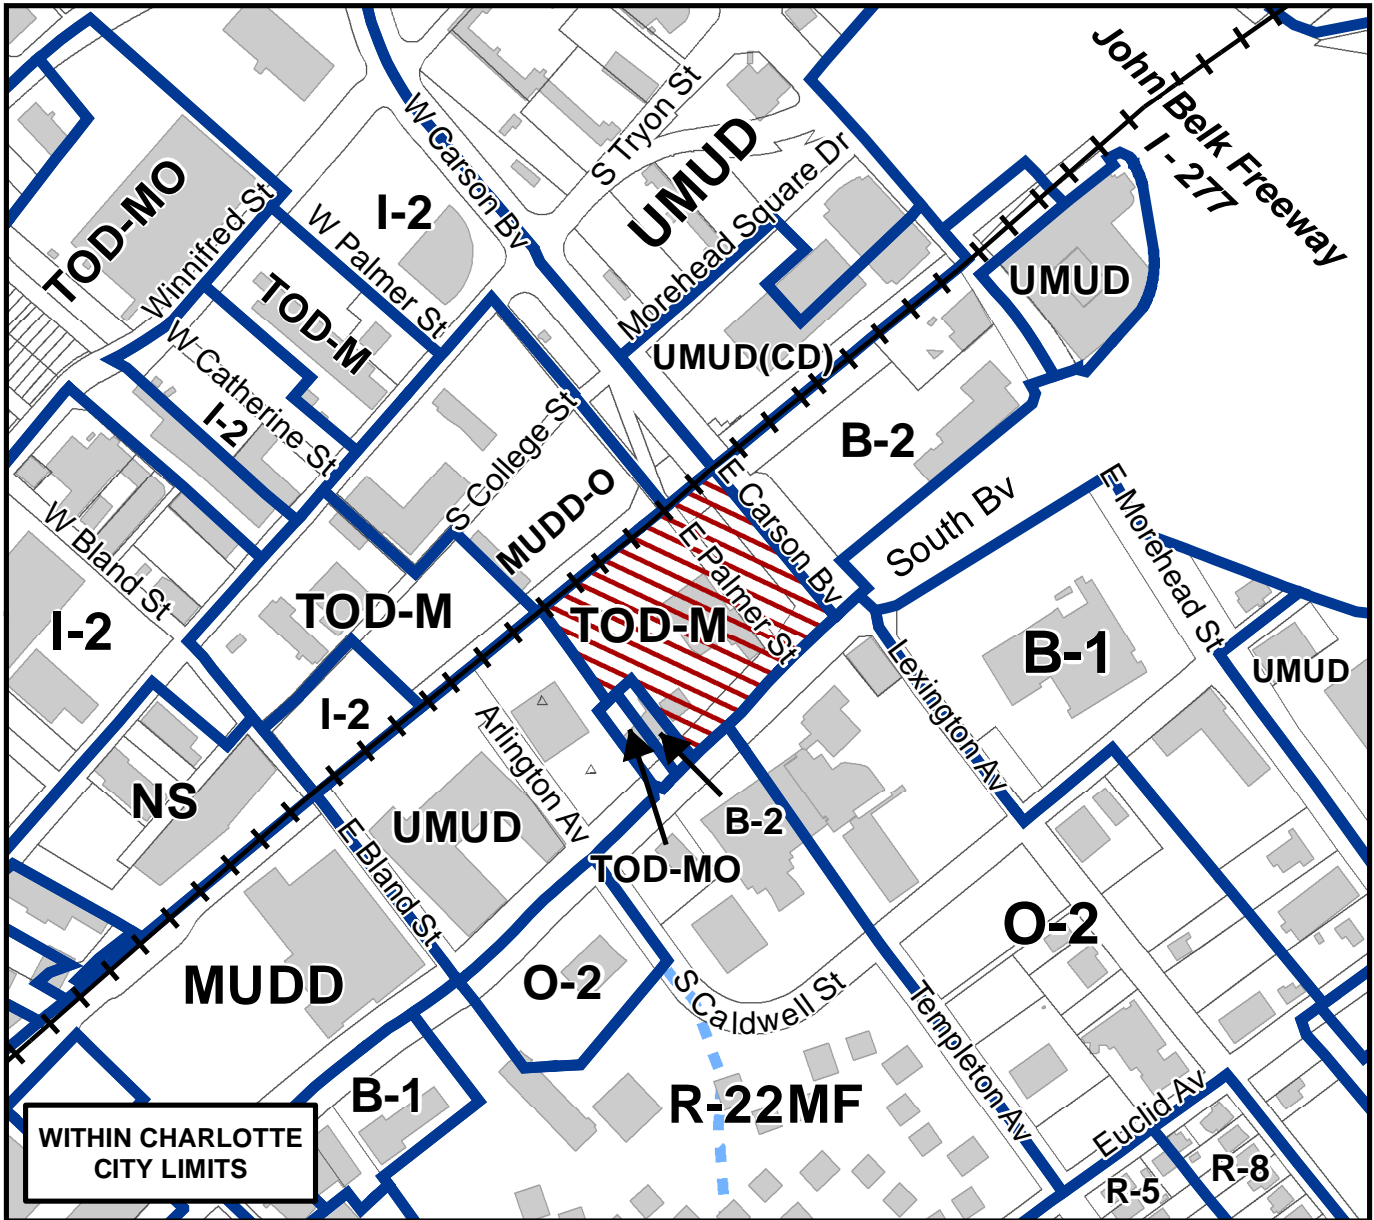 John Belk Freeway
I - 277
W Carson Bv
S Tryon St
UMUD
Morehead Square Dr
TOD-MO
Winnifred St
I-2
W Palmer St
TOD-M
UMUD
UMUD(CD)
W Catherine St
I-2
S College St
B-2
MUDD-O
E Carson Bv
South Bv
E Morehead St
W Bland St
I-2
TOD-M
TOD-M
E Palmer St
B-1
UMUD
Lexington Av
I-2
Arlington Av
NS
UMUD
B-2
TOD-MO
E Bland St
O-2
MUDD
O-2
S Caldwell St
Templeton Av
B-1
R-22MF
Euclid Av
R-5
R-8
WITHIN CHARLOTTE
CITY LIMITS